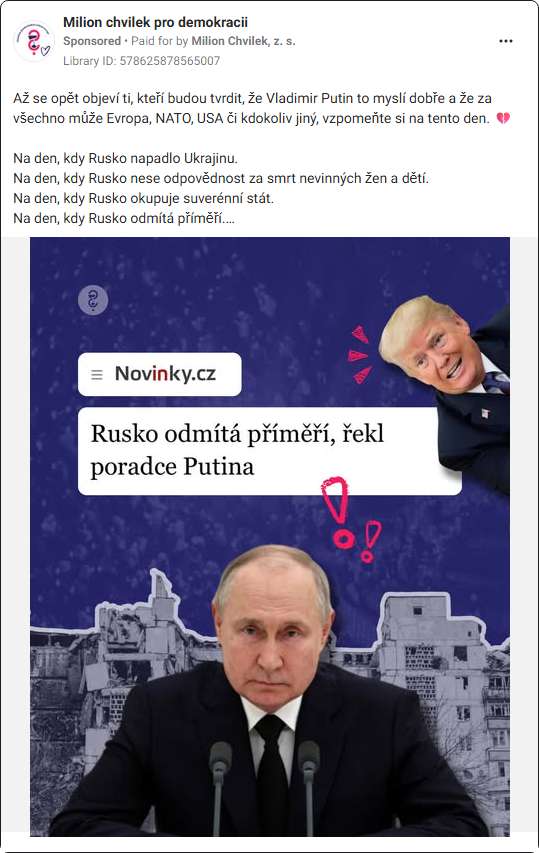 Milion chvilek pro demokracii
Sponsored • Paid for by Milion Chvilek, z. s.
Library ID: 578625878565007
Až se opět objeví ti, kteří budou tvrdit, že Vladimir Putin to myslí dobře a že za
všechno může Evropa, NATO, USA či kdokoliv jiný, vzpomeňte si na tento den. 💔
Na den, kdy Rusko napadlo Ukrajinu.
Na den, kdy Rusko nese odpovědnost za smrt nevinných žen a dětí.
Na den, kdy Rusko okupuje suverénní stát.
Na den, kdy Rusko odmítá příměří....
Novinky.cz
Rusko odmítá příměří, řekl
poradce Putina